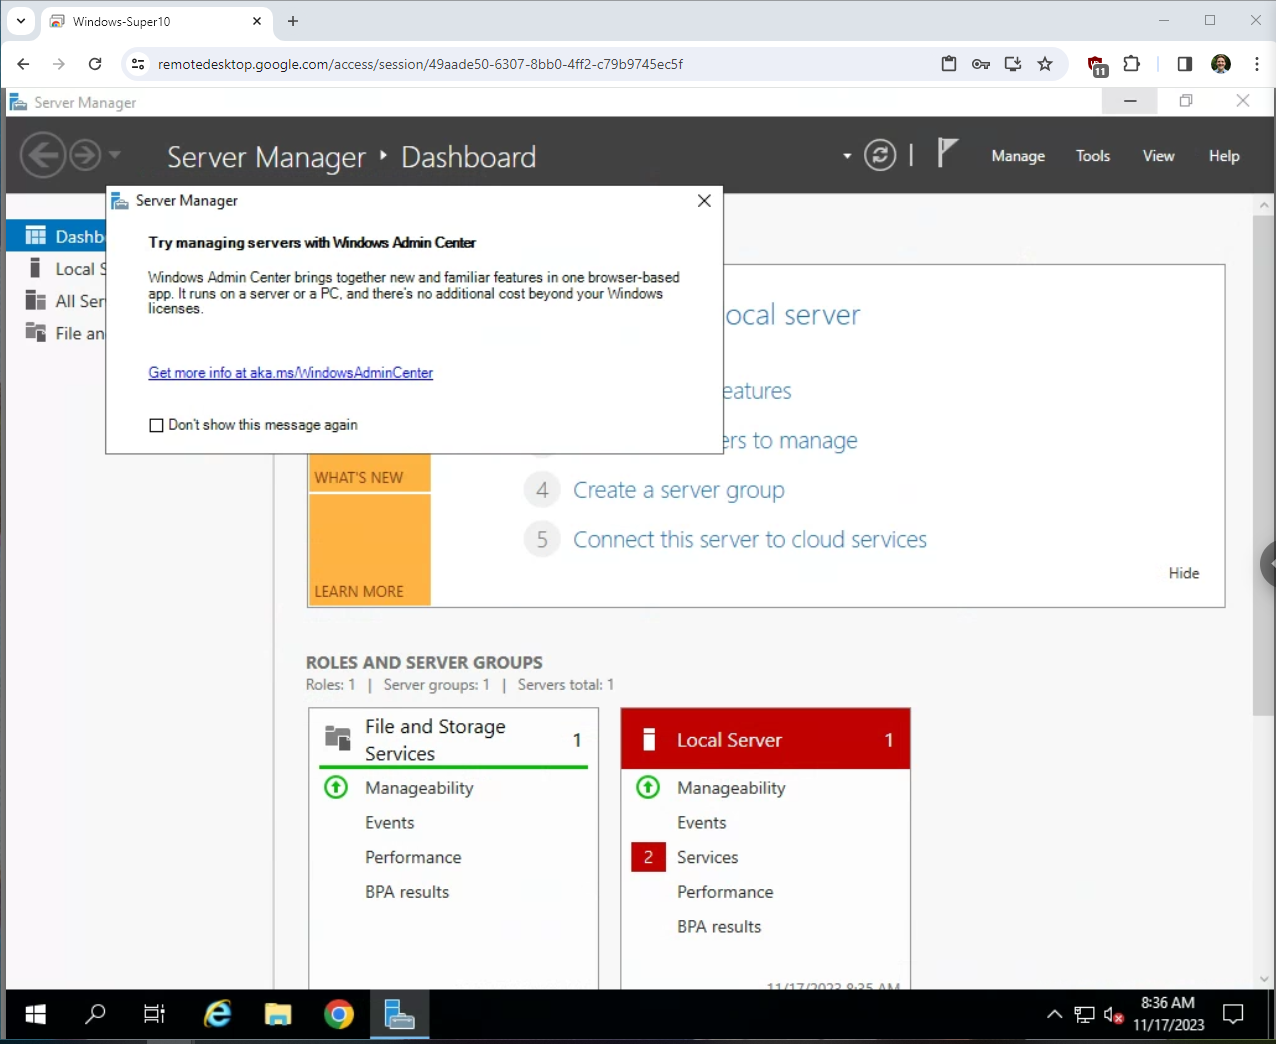 Windows-Super10
remotedesktop.google.com/access/session/49aade50-6307-8bb0-4ff2-c79b9745ec5f
11
Server Manager
Server Manager
Dashboard
Manage
Tools
View
Help
Server Manager
Try managing servers with Windows Admin Center
Windows Admin Center brings together new and familiar features in one browser-based
app. It runs on a server or a PC, and there's no additional cost beyond your Windows
licenses.
Get more info at aka.ms/WindowsAdminCenter
Don't show this message again
Dashb
Local S
All Ser
File an
ocal server
eatures
ers to manage
4 Create a server group
5 Connect this server to cloud services
WHAT'S NEW
LEARN MORE
Hide
ROLES AND SERVER GROUPS
Roles: 1 | Server groups: 1 | Servers total: 1
File and Storage
Services
1
Manageability
Events
Performance
BPA results
Local Server 1
Manageability
Events
2 Services
Performance
BPA results
11/17/2023 8:35 AM
8:36 AM
11/17/2023